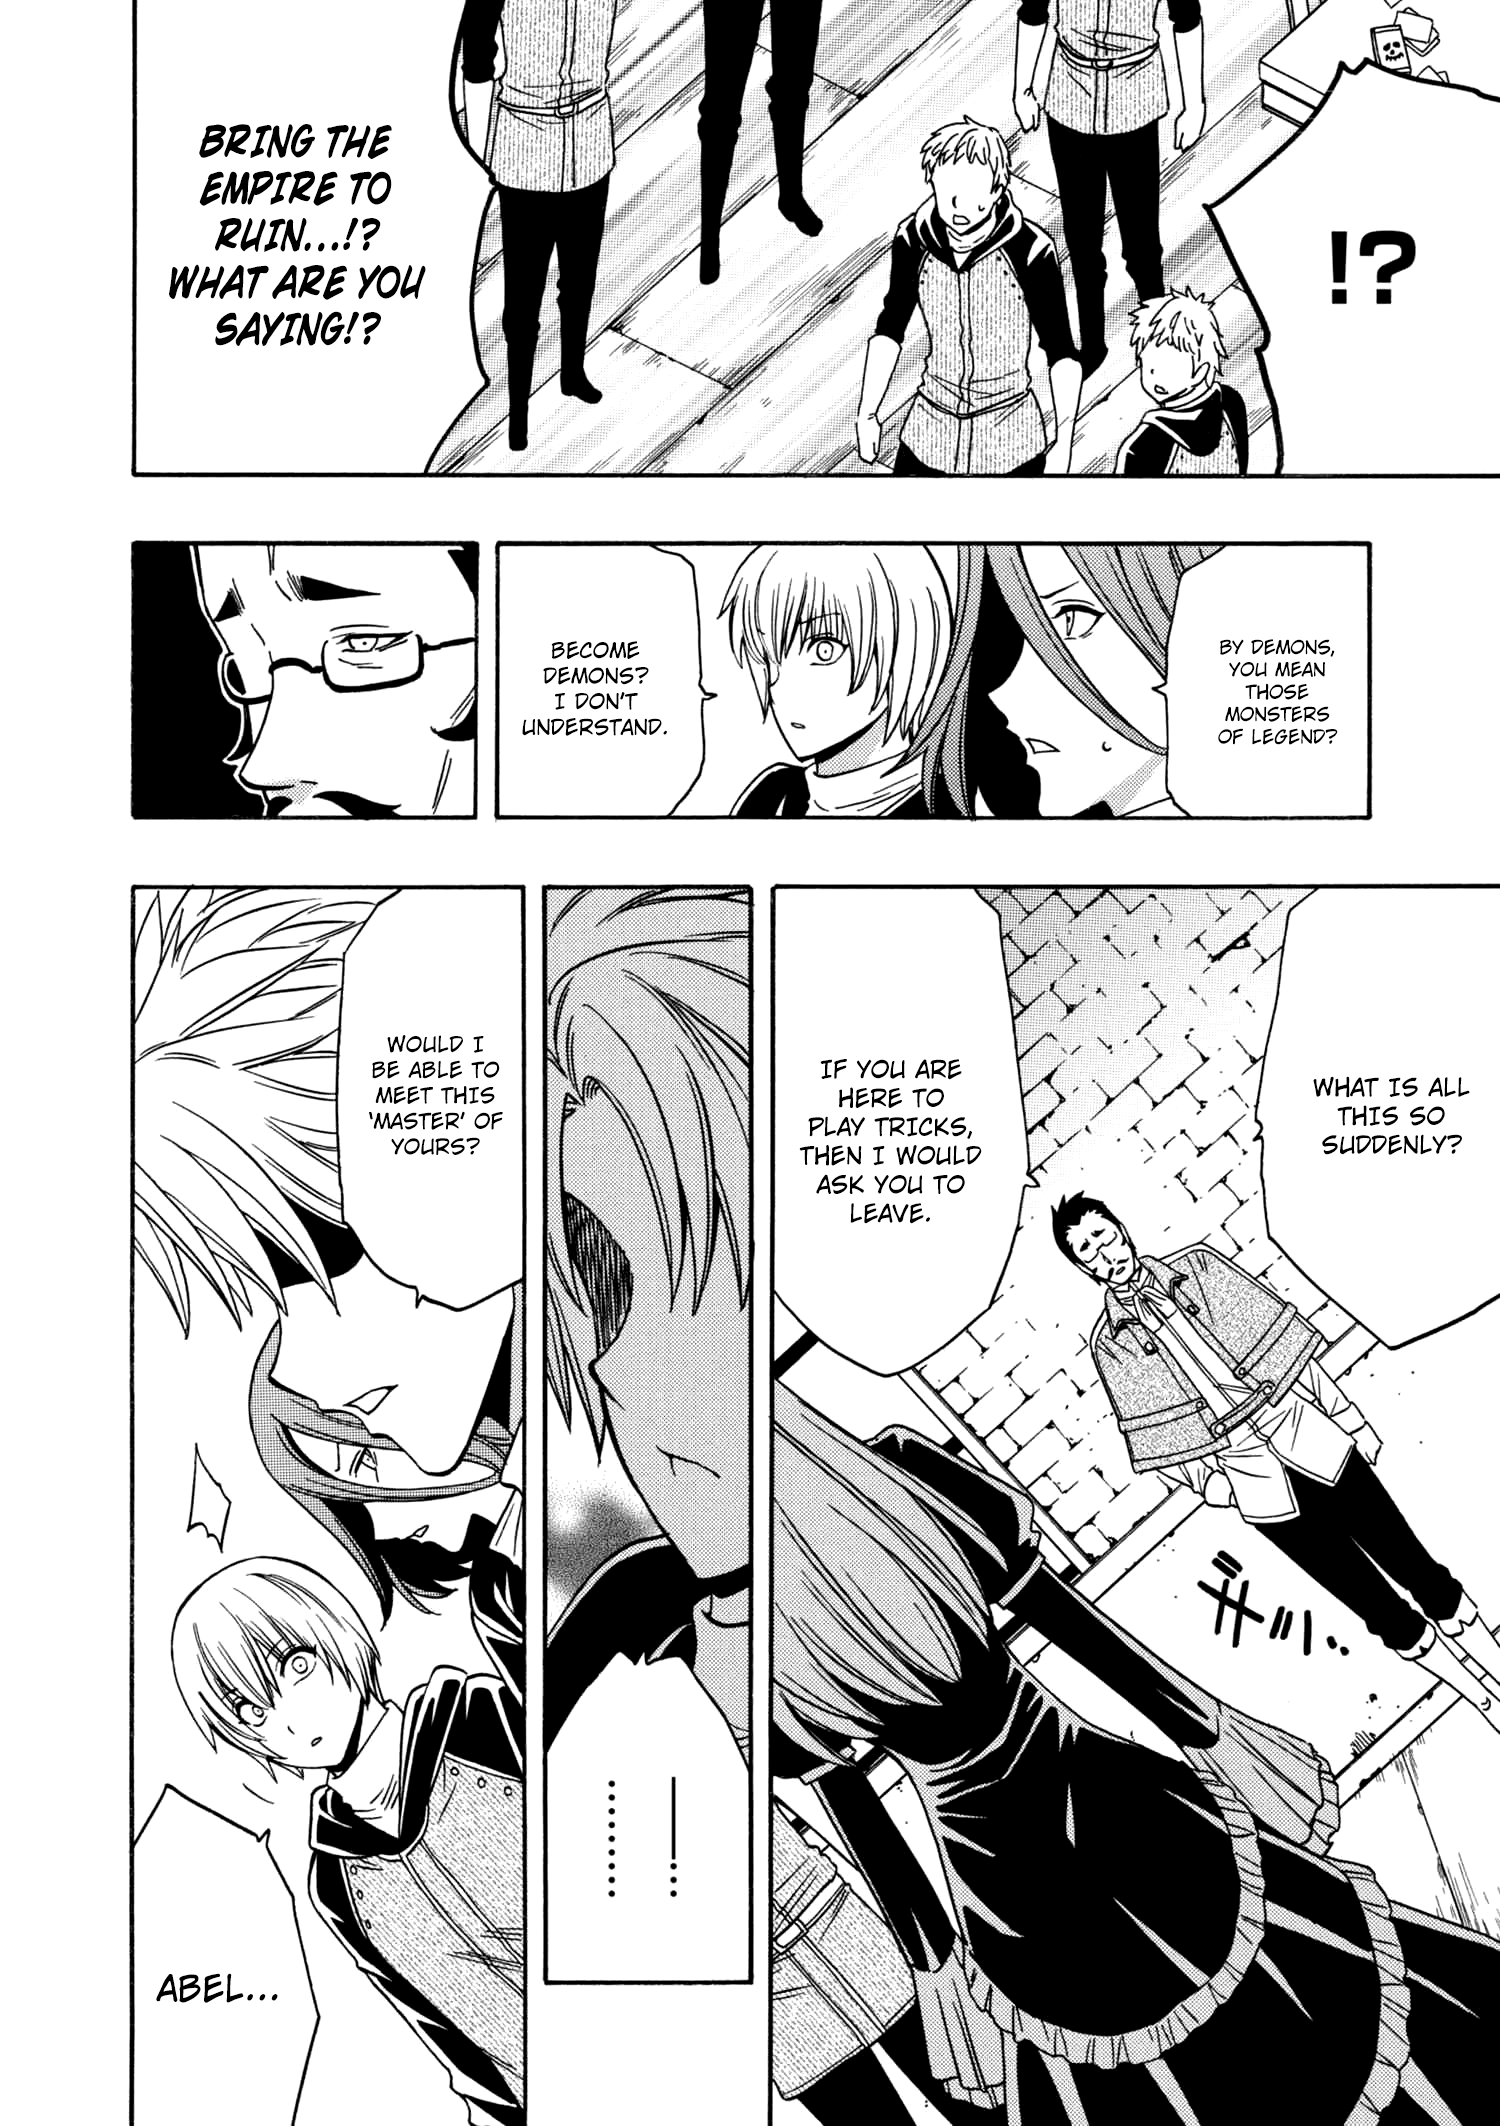 !?
BRING THE
EMPIRE TO
RUIN...!?
WHAT ARE YOU
SAYING!?
BY DEMONS,
YOU MEAN
THOSE
MONSTERS
OF LEGEND?
BECOME
DEMONS?
I DON'T
UNDERSTAND.
WHAT IS ALL
THIS SO
SUDDENLY?
IF YOU ARE
HERE TO
PLAY TRICKS,
THEN I WOULD
ASK YOU TO
LEAVE.
WOULD I
BE ABLE TO
MEET THIS
'MASTER' OF
YOURS?
ABEL...